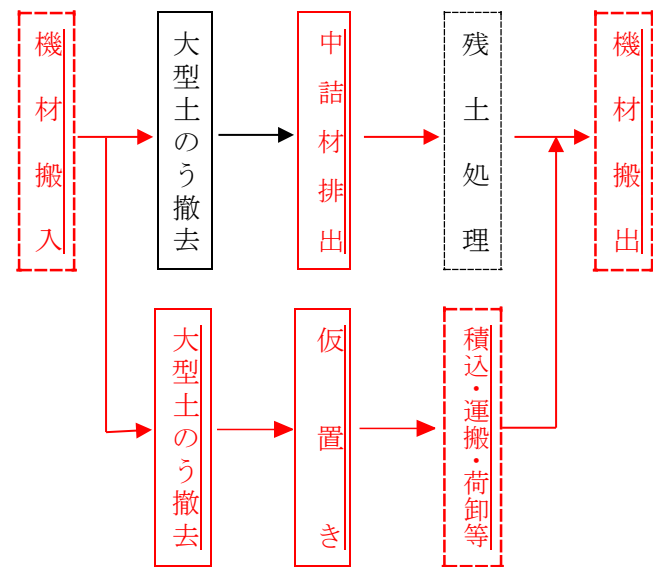 機材搬入
大型土のう撤去
中詰材排出
残土処理
機材搬出
大型土のう撤去
仮置き
積込・運搬・荷卸等